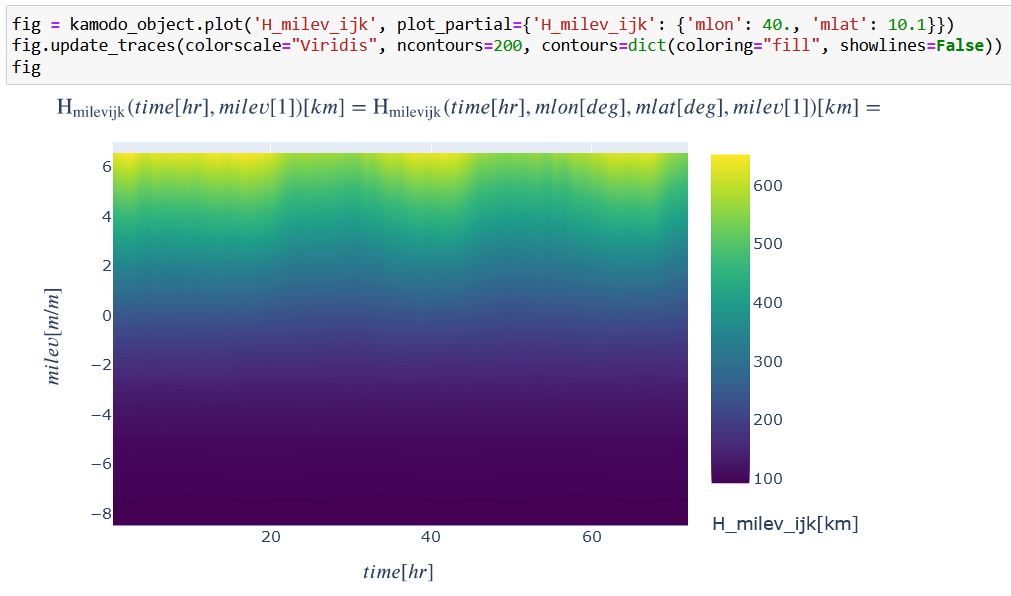 fig = kamodo_object.plot('H_milev_ijk', plot_partial={'H_milev_ijk': {'mlon': 40., 'mlat': 10.1}})
fig.update_traces(colorscale="Viridis", ncontours=200, contours=dict(coloring="fill", showlines=False))
fig
H_milevijk(time[hr], milev[1])[km] = H_milevijk(time[hr], mlon[deg], mlat[deg], milev[1])[km] =
6
4
2
0
−2
−4
−6
−8
milev[m/m]
20
40
60
time[hr]
600
500
400
300
200
100
H_milev_ijk[km]